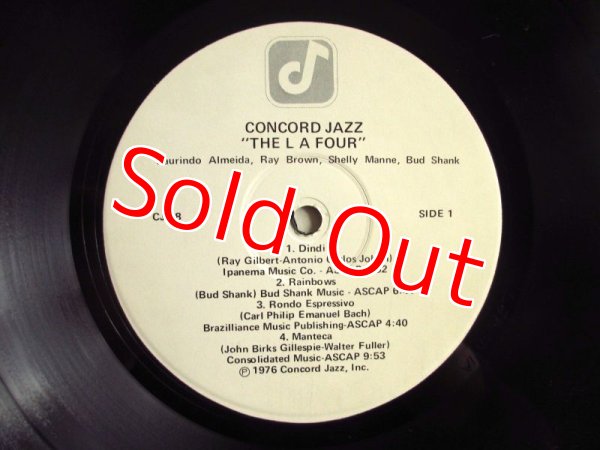 CONCORD JAZZ
"THE L A FOUR"
Almeida, Ray Brown, Shelly Manne, Bud Shank
Sold Out
SIDE 1
1. Dindi
(Ray Gilbert-Antonio
Ipanema Music Co. -
2. Rainbows
(Bud Shank) Bud Shank Music - ASCAP
3. Rondo Espressivo
(Carl Philip Emanuel Bach)
Brazilliance Music Publishing-ASCAP 4:40
4. Manteca
(John Birks Gillespie-Walter Fuller)
Consolidated Music-ASCAP 9:53
℗ 1976 Concord Jazz, Inc.